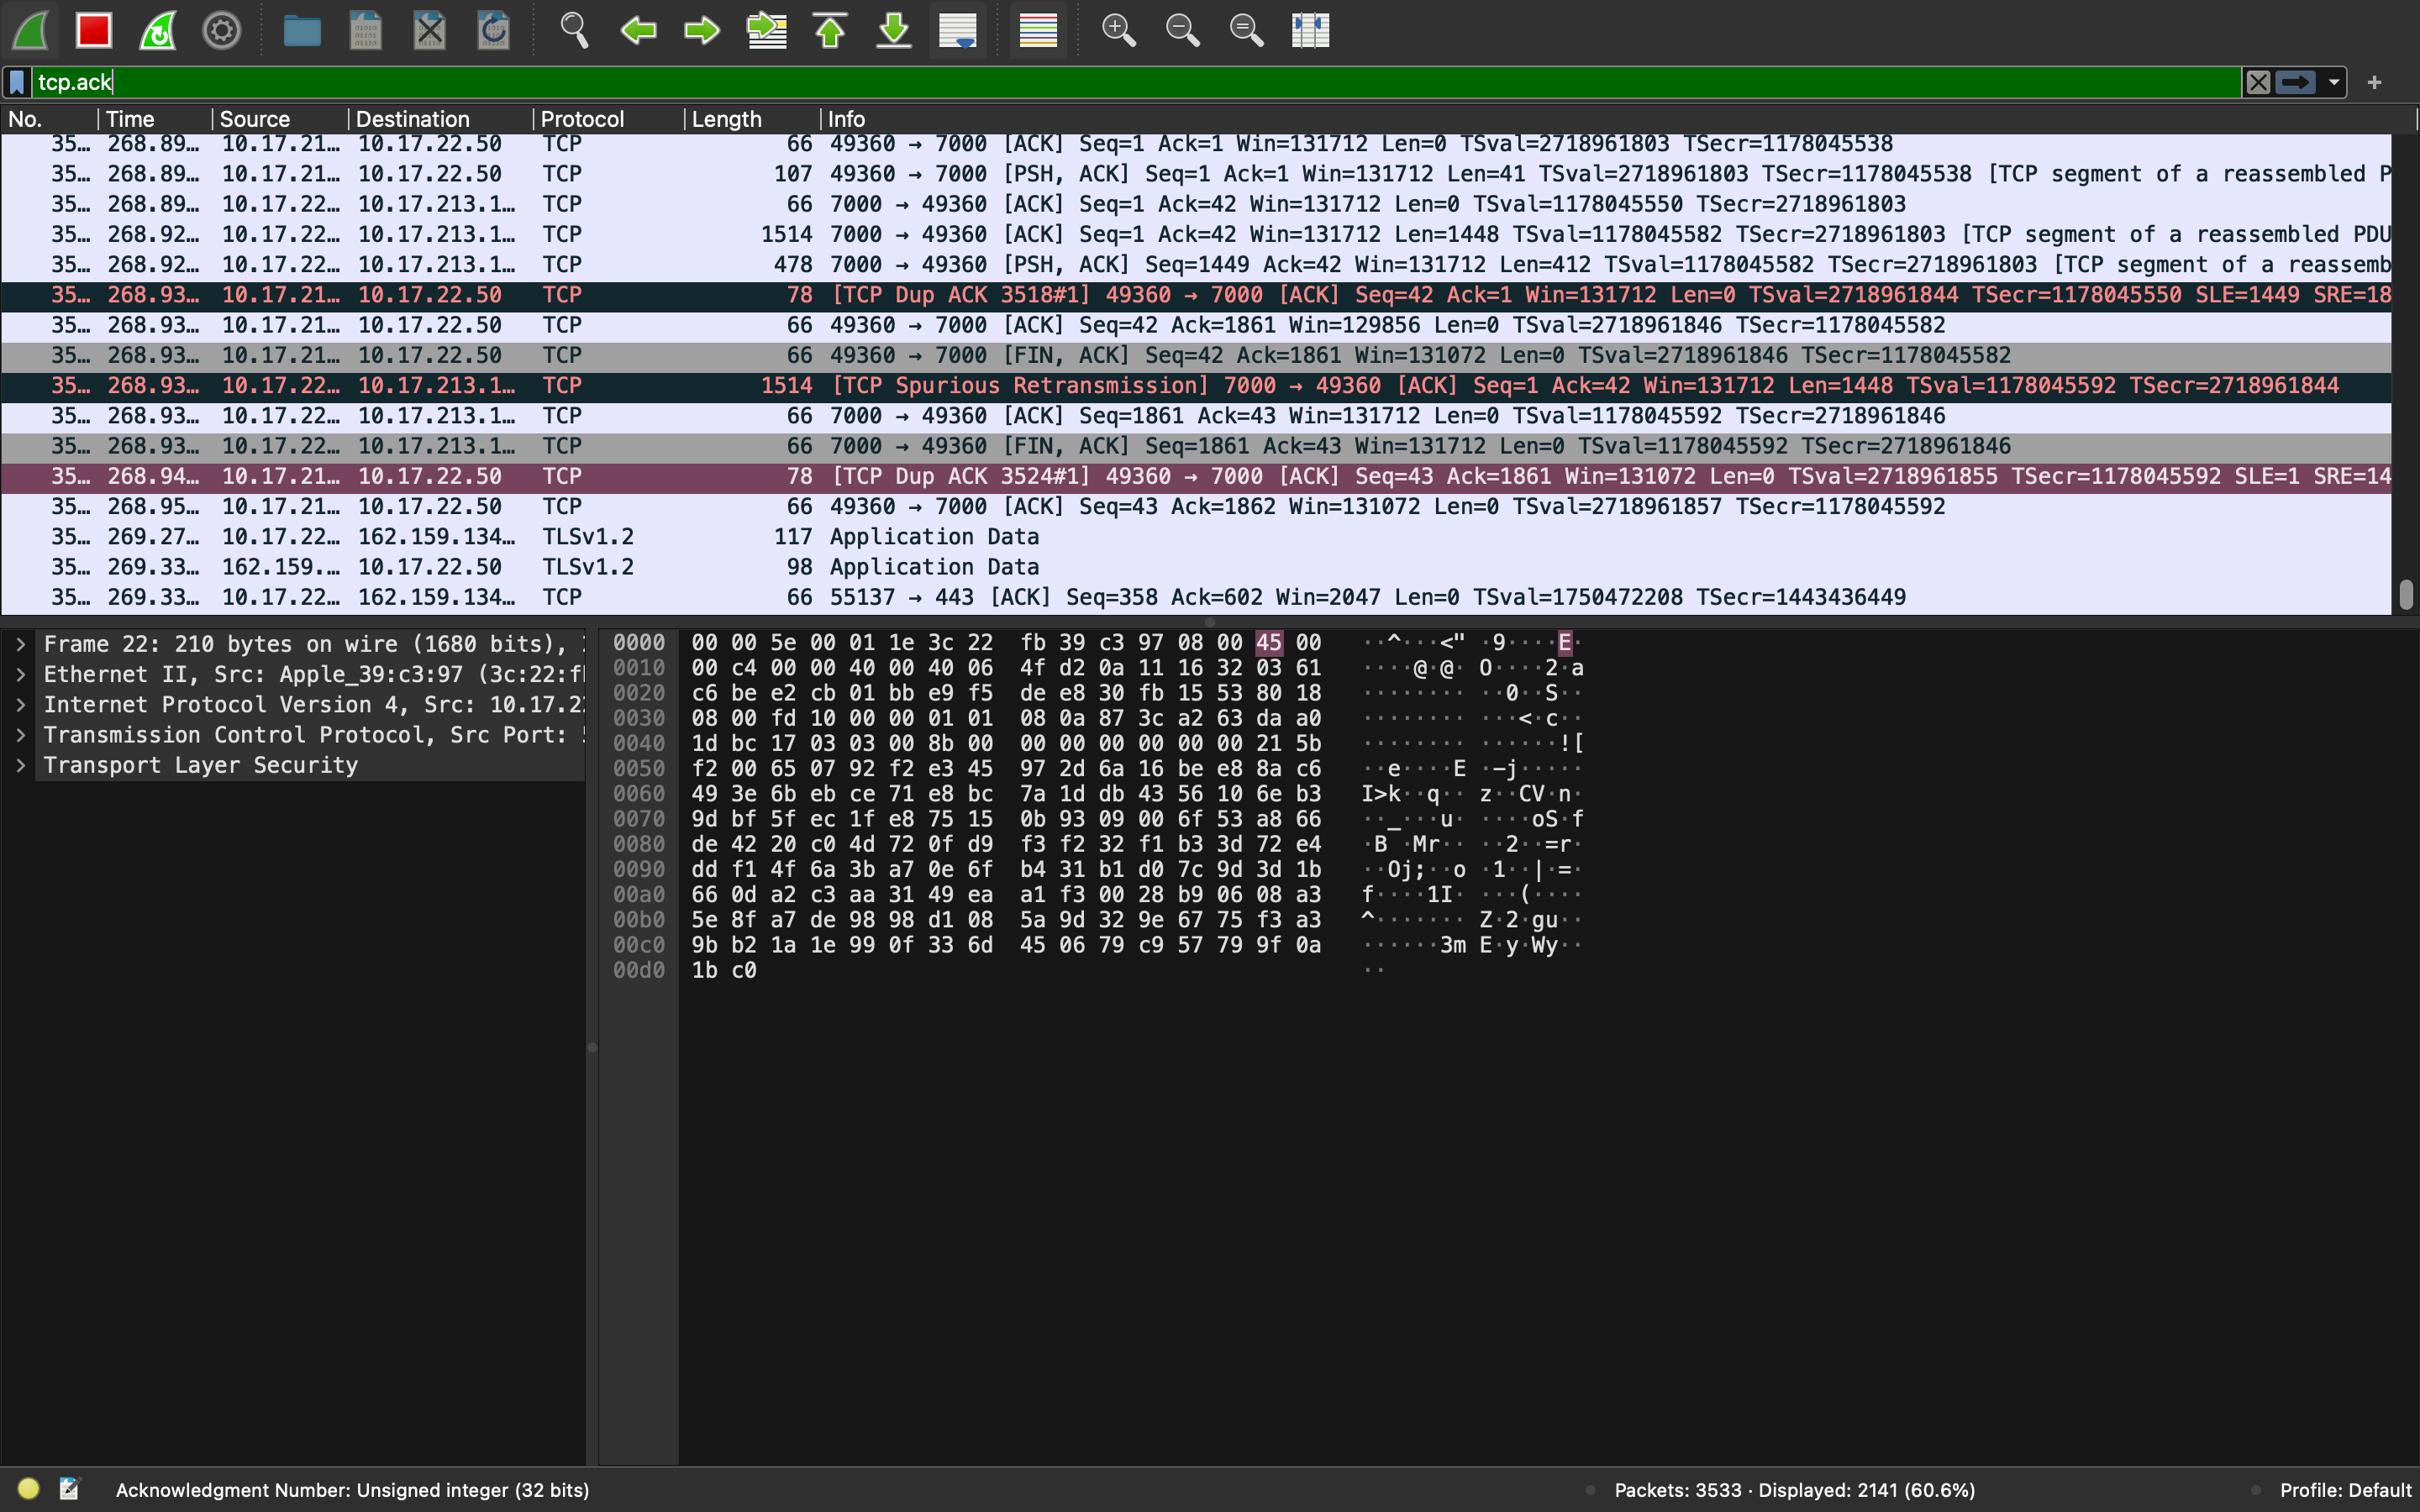 tcp.ack
No. Time Source Destination Protocol Length Info
35… 268.89… 10.17.21… 10.17.22.50 TCP 66 49360 → 7000 [ACK] Seq=1 Ack=1 Win=131712 Len=0 TSval=2718961803 TSecr=1178045538
35… 268.89… 10.17.21… 10.17.22.50 TCP 107 49360 → 7000 [PSH, ACK] Seq=1 Ack=1 Win=131712 Len=41 TSval=2718961803 TSecr=1178045538 [TCP segment of a reassembled P
35… 268.89… 10.17.22… 10.17.213.1… TCP 66 7000 → 49360 [ACK] Seq=1 Ack=42 Win=131712 Len=0 TSval=1178045550 TSecr=2718961803
35… 268.92… 10.17.22… 10.17.213.1… TCP 1514 7000 → 49360 [ACK] Seq=1 Ack=42 Win=131712 Len=1448 TSval=1178045582 TSecr=2718961803 [TCP segment of a reassembled PDU
35… 268.92… 10.17.22… 10.17.213.1… TCP 478 7000 → 49360 [PSH, ACK] Seq=1449 Ack=42 Win=131712 Len=412 TSval=1178045582 TSecr=2718961803 [TCP segment of a reassemb
35… 268.93… 10.17.21… 10.17.22.50 TCP 78 [TCP Dup ACK 3518#1] 49360 → 7000 [ACK] Seq=42 Ack=1 Win=131712 Len=0 TSval=2718961844 TSecr=1178045550 SLE=1449 SRE=18
35… 268.93… 10.17.21… 10.17.22.50 TCP 66 49360 → 7000 [ACK] Seq=42 Ack=1861 Win=129856 Len=0 TSval=2718961846 TSecr=1178045582
35… 268.93… 10.17.21… 10.17.22.50 TCP 66 49360 → 7000 [FIN, ACK] Seq=42 Ack=1861 Win=131072 Len=0 TSval=2718961846 TSecr=1178045582
35… 268.93… 10.17.22… 10.17.213.1… TCP 1514 [TCP Spurious Retransmission] 7000 → 49360 [ACK] Seq=1 Ack=42 Win=131712 Len=1448 TSval=1178045592 TSecr=2718961844
35… 268.93… 10.17.22… 10.17.213.1… TCP 66 7000 → 49360 [ACK] Seq=1861 Ack=43 Win=131712 Len=0 TSval=1178045592 TSecr=2718961846
35… 268.93… 10.17.22… 10.17.213.1… TCP 66 7000 → 49360 [FIN, ACK] Seq=1861 Ack=43 Win=131712 Len=0 TSval=1178045592 TSecr=2718961846
35… 268.94… 10.17.21… 10.17.22.50 TCP 78 [TCP Dup ACK 3524#1] 49360 → 7000 [ACK] Seq=43 Ack=1861 Win=131072 Len=0 TSval=2718961855 TSecr=1178045592 SLE=1 SRE=14
35… 268.95… 10.17.21… 10.17.22.50 TCP 66 49360 → 7000 [ACK] Seq=43 Ack=1862 Win=131072 Len=0 TSval=2718961857 TSecr=1178045592
35… 269.27… 10.17.22… 162.159.134… TLSv1.2 117 Application Data
35… 269.33… 162.159.… 10.17.22.50 TLSv1.2 98 Application Data
35… 269.33… 10.17.22… 162.159.134… TCP 66 55137 → 443 [ACK] Seq=358 Ack=602 Win=2047 Len=0 TSval=1750472208 TSecr=1443436449
Frame 22: 210 bytes on wire (1680 bits),
Ethernet II, Src: Apple_39:c3:97 (3c:22:f
Internet Protocol Version 4, Src: 10.17.2
Transmission Control Protocol, Src Port:
Transport Layer Security
0000 00 00 5e 00 01 1e 3c 22 fb 39 c3 97 08 00 45 00 ··^···<" ·9····E·
0010 00 c4 00 00 40 00 40 06 4f d2 0a 11 16 32 03 61 ····@·@· O····2·a
0020 c6 be e2 cb 01 bb e9 f5 de e8 30 fb 15 53 80 18 ········ ··0··S··
0030 08 00 fd 10 00 00 01 01 08 0a 87 3c a2 63 da a0 ········ ···<·c··
0040 1d bc 17 03 03 00 8b 00 00 00 00 00 00 00 21 5b ········ ······![
0050 f2 00 65 07 92 f2 e3 45 97 2d 6a 16 be e8 8a c6 ··e····E ·-j·····
0060 49 3e 6b eb ce 71 e8 bc 7a 1d db 43 56 10 6e b3 I>k··q·· z··CV·n·
0070 9d bf 5f ec 1f e8 75 15 0b 93 09 00 6f 53 a8 66 ··_···u· ····oS·f
0080 de 42 20 c0 4d 72 0f d9 f3 f2 32 f1 b3 3d 72 e4 ·B ·Mr·· ··2··=r·
0090 dd f1 4f 6a 3b a7 0e 6f b4 31 b1 d0 7c 9d 3d 1b ··Oj;··o ·1··|·=·
00a0 66 0d a2 c3 aa 31 49 ea a1 f3 00 28 b9 06 08 a3 f····1I· ···(····
00b0 5e 8f a7 de 98 98 d1 08 5a 9d 32 9e 67 75 f3 a3 ^······· Z·2·gu··
00c0 9b b2 1a 1e 99 0f 33 6d 45 06 79 c9 57 79 9f 0a ······3m E·y·Wy··
00d0 1b c0 ··
Acknowledgment Number: Unsigned integer (32 bits)
Packets: 3533 · Displayed: 2141 (60.6%)
Profile: Default